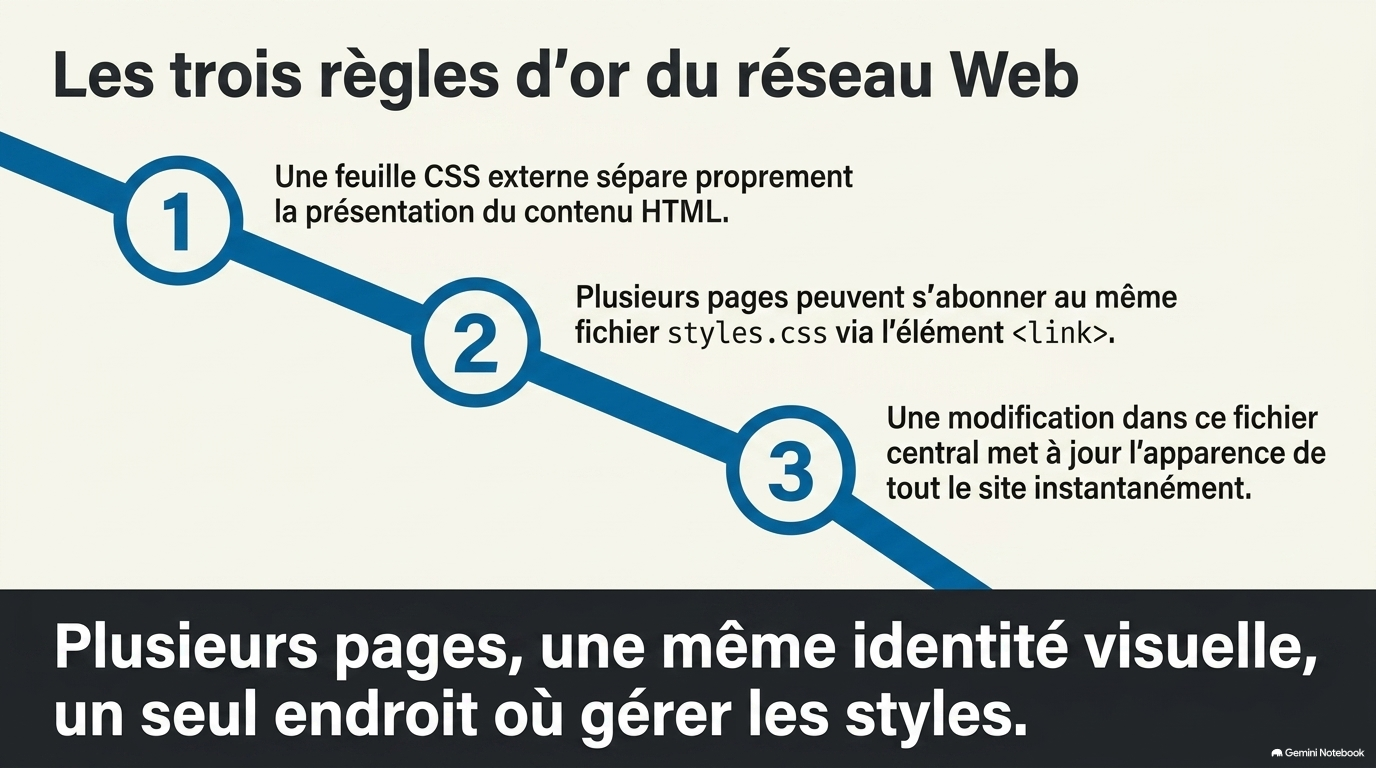 Les trois règles d’or du réseau Web
1
Une feuille CSS externe sépare proprement
la présentation du contenu HTML.
2
Plusieurs pages peuvent s’abonner au même
fichier styles.css via l’élément <link>.
3
Une modification dans ce fichier
central met à jour l’apparence de
tout le site instantanément.
Plusieurs pages, une même identité visuelle,
un seul endroit où gérer les styles.
Gemini Notebook